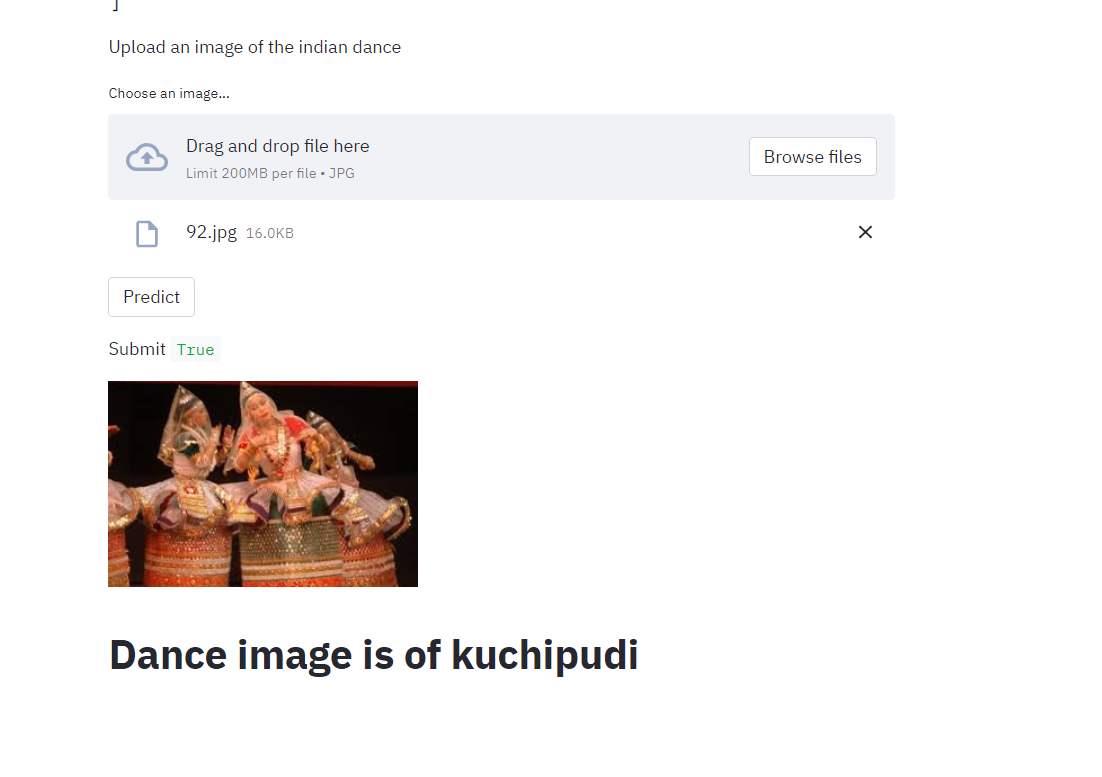 ]
Upload an image of the indian dance
Choose an image...
Drag and drop file here
Limit 200MB per file • JPG
Browse files
92.jpg 16.0KB
Predict
Submit True
Dance image is of kuchipudi